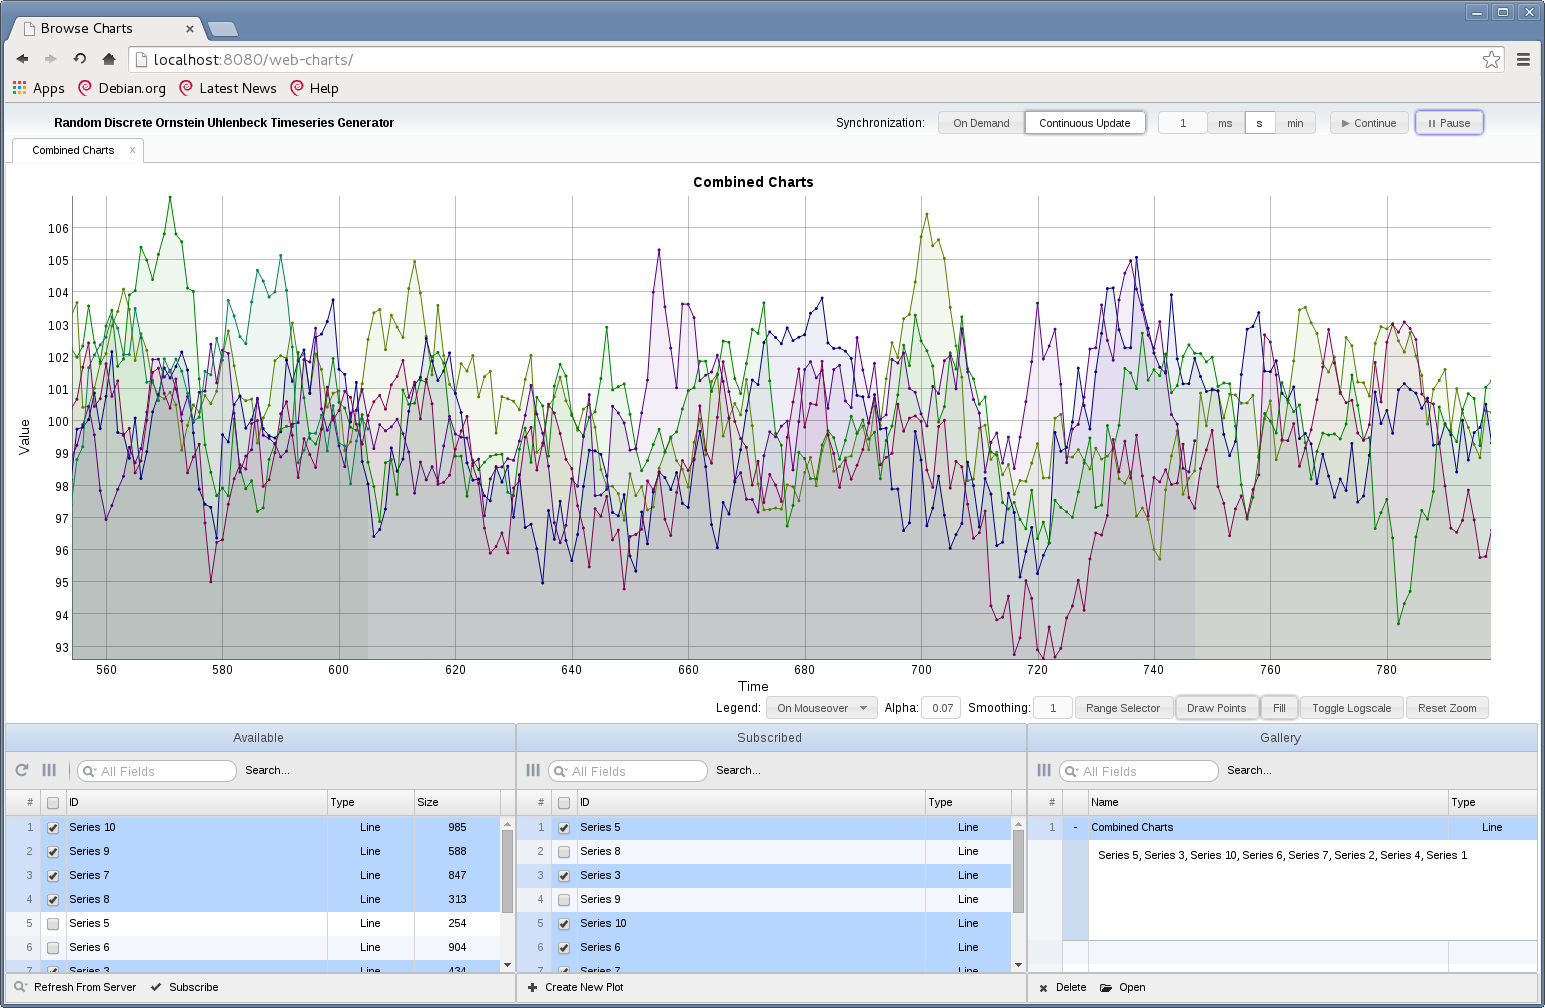 Browse Charts
localhost:8080/web-charts/
Apps Debian.org Latest News Help
Random Discrete Ornstein Uhlenbeck Timeseries Generator Synchronization: On Demand Continuous Update 1 ms s min Continue Pause
Combined Charts x
Combined Charts
106
105
104
103
102
101
100
99
98
97
96
95
94
93
Value
560 580 600 620 640 660 680 700 720 740 760 780
Time
Legend: On Mouseover Alpha: 0.07 Smoothing: 1 Range Selector Draw Points Fill Toggle Logscale Reset Zoom
Available Subscribed Gallery
All Fields Search... All Fields Search... All Fields Search...
# ID Type Size # ID Type # Name Type
1 Series 10 Line 985 1 Series 5 Line 1 - Combined Charts Line
2 Series 9 Line 588 2 Series 8 Line Series 5, Series 3, Series 10, Series 6, Series 7, Series 2, Series 4, Series 1
3 Series 7 Line 847 3 Series 3 Line
4 Series 8 Line 313 4 Series 9 Line
5 Series 5 Line 254 5 Series 10 Line
6 Series 6 Line 904 6 Series 6 Line
7 Series 3 Line 434 7 Series 7 Line
Refresh From Server Subscribe Create New Plot Delete Open